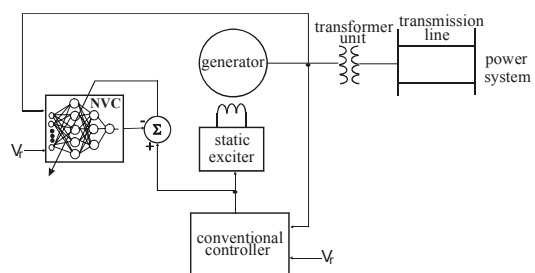 transformer
unit
transmission
line
generator
power
system
NVC
-
Σ
+
static
exciter
Vr
conventional
controller
Vr